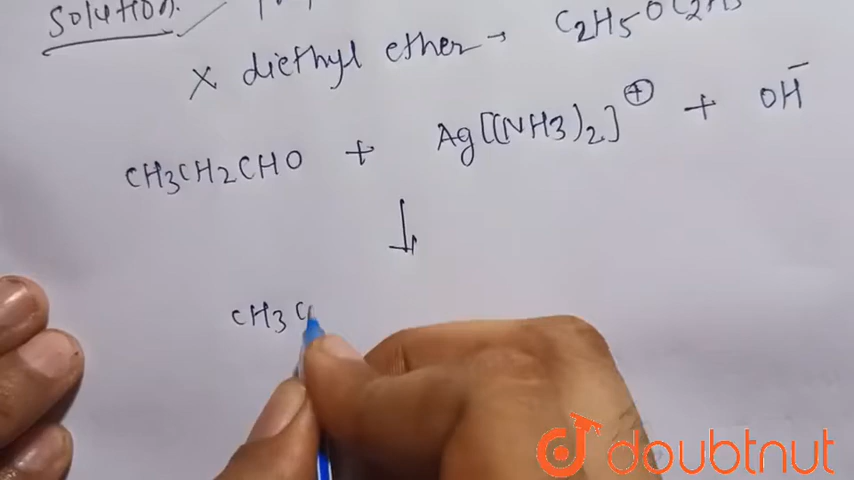 Solution.
X diethyl ether → C2H5OC2H5
CH3CH2CHO + Ag[(NH3)2]⊕ + OH⁻
↓
CH3C
doubtnut